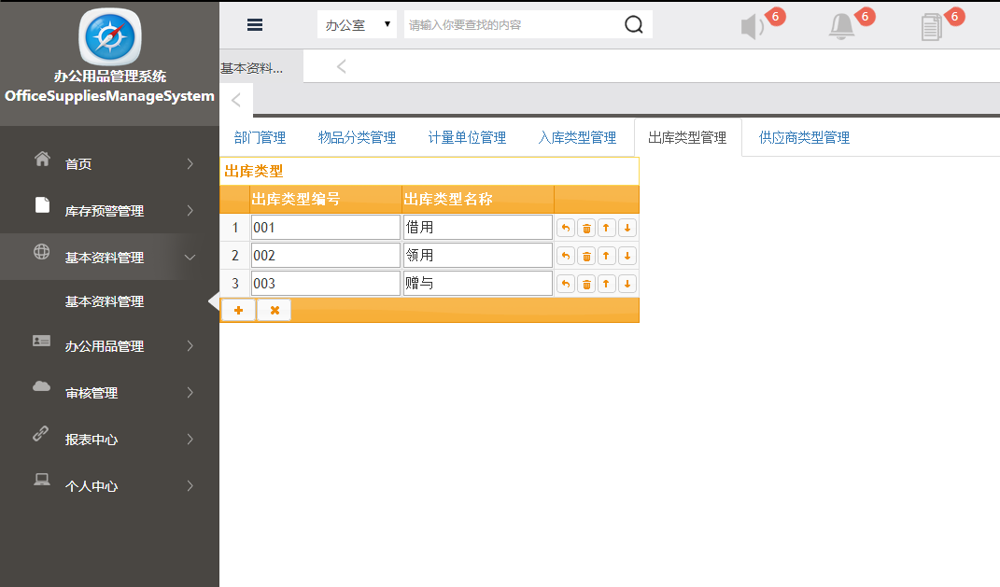 办公用品管理系统
OfficeSuppliesManageSystem
首页
库存预警管理
基本资料管理
基本资料管理
办公用品管理
审核管理
报表中心
个人中心
办公室
请输入你要查找的内容
6
6
6
基本资料...
部门管理 物品分类管理 计量单位管理 入库类型管理 出库类型管理 供应商类型管理
出库类型
出库类型编号 出库类型名称
1 001 借用
2 002 领用
3 003 赠与